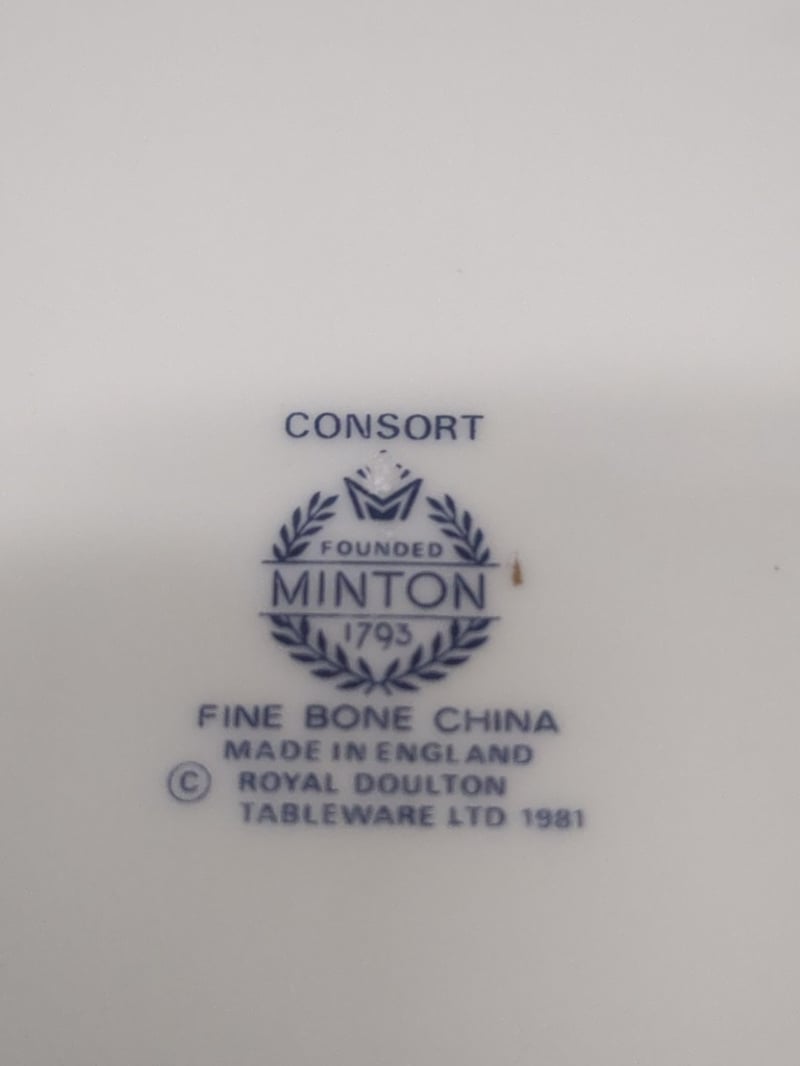 CONSORT
FOUNDED
MINTON
1793
FINE BONE CHINA
MADE IN ENGLAND
© ROYAL DOULTON
TABLEWARE LTD 1981